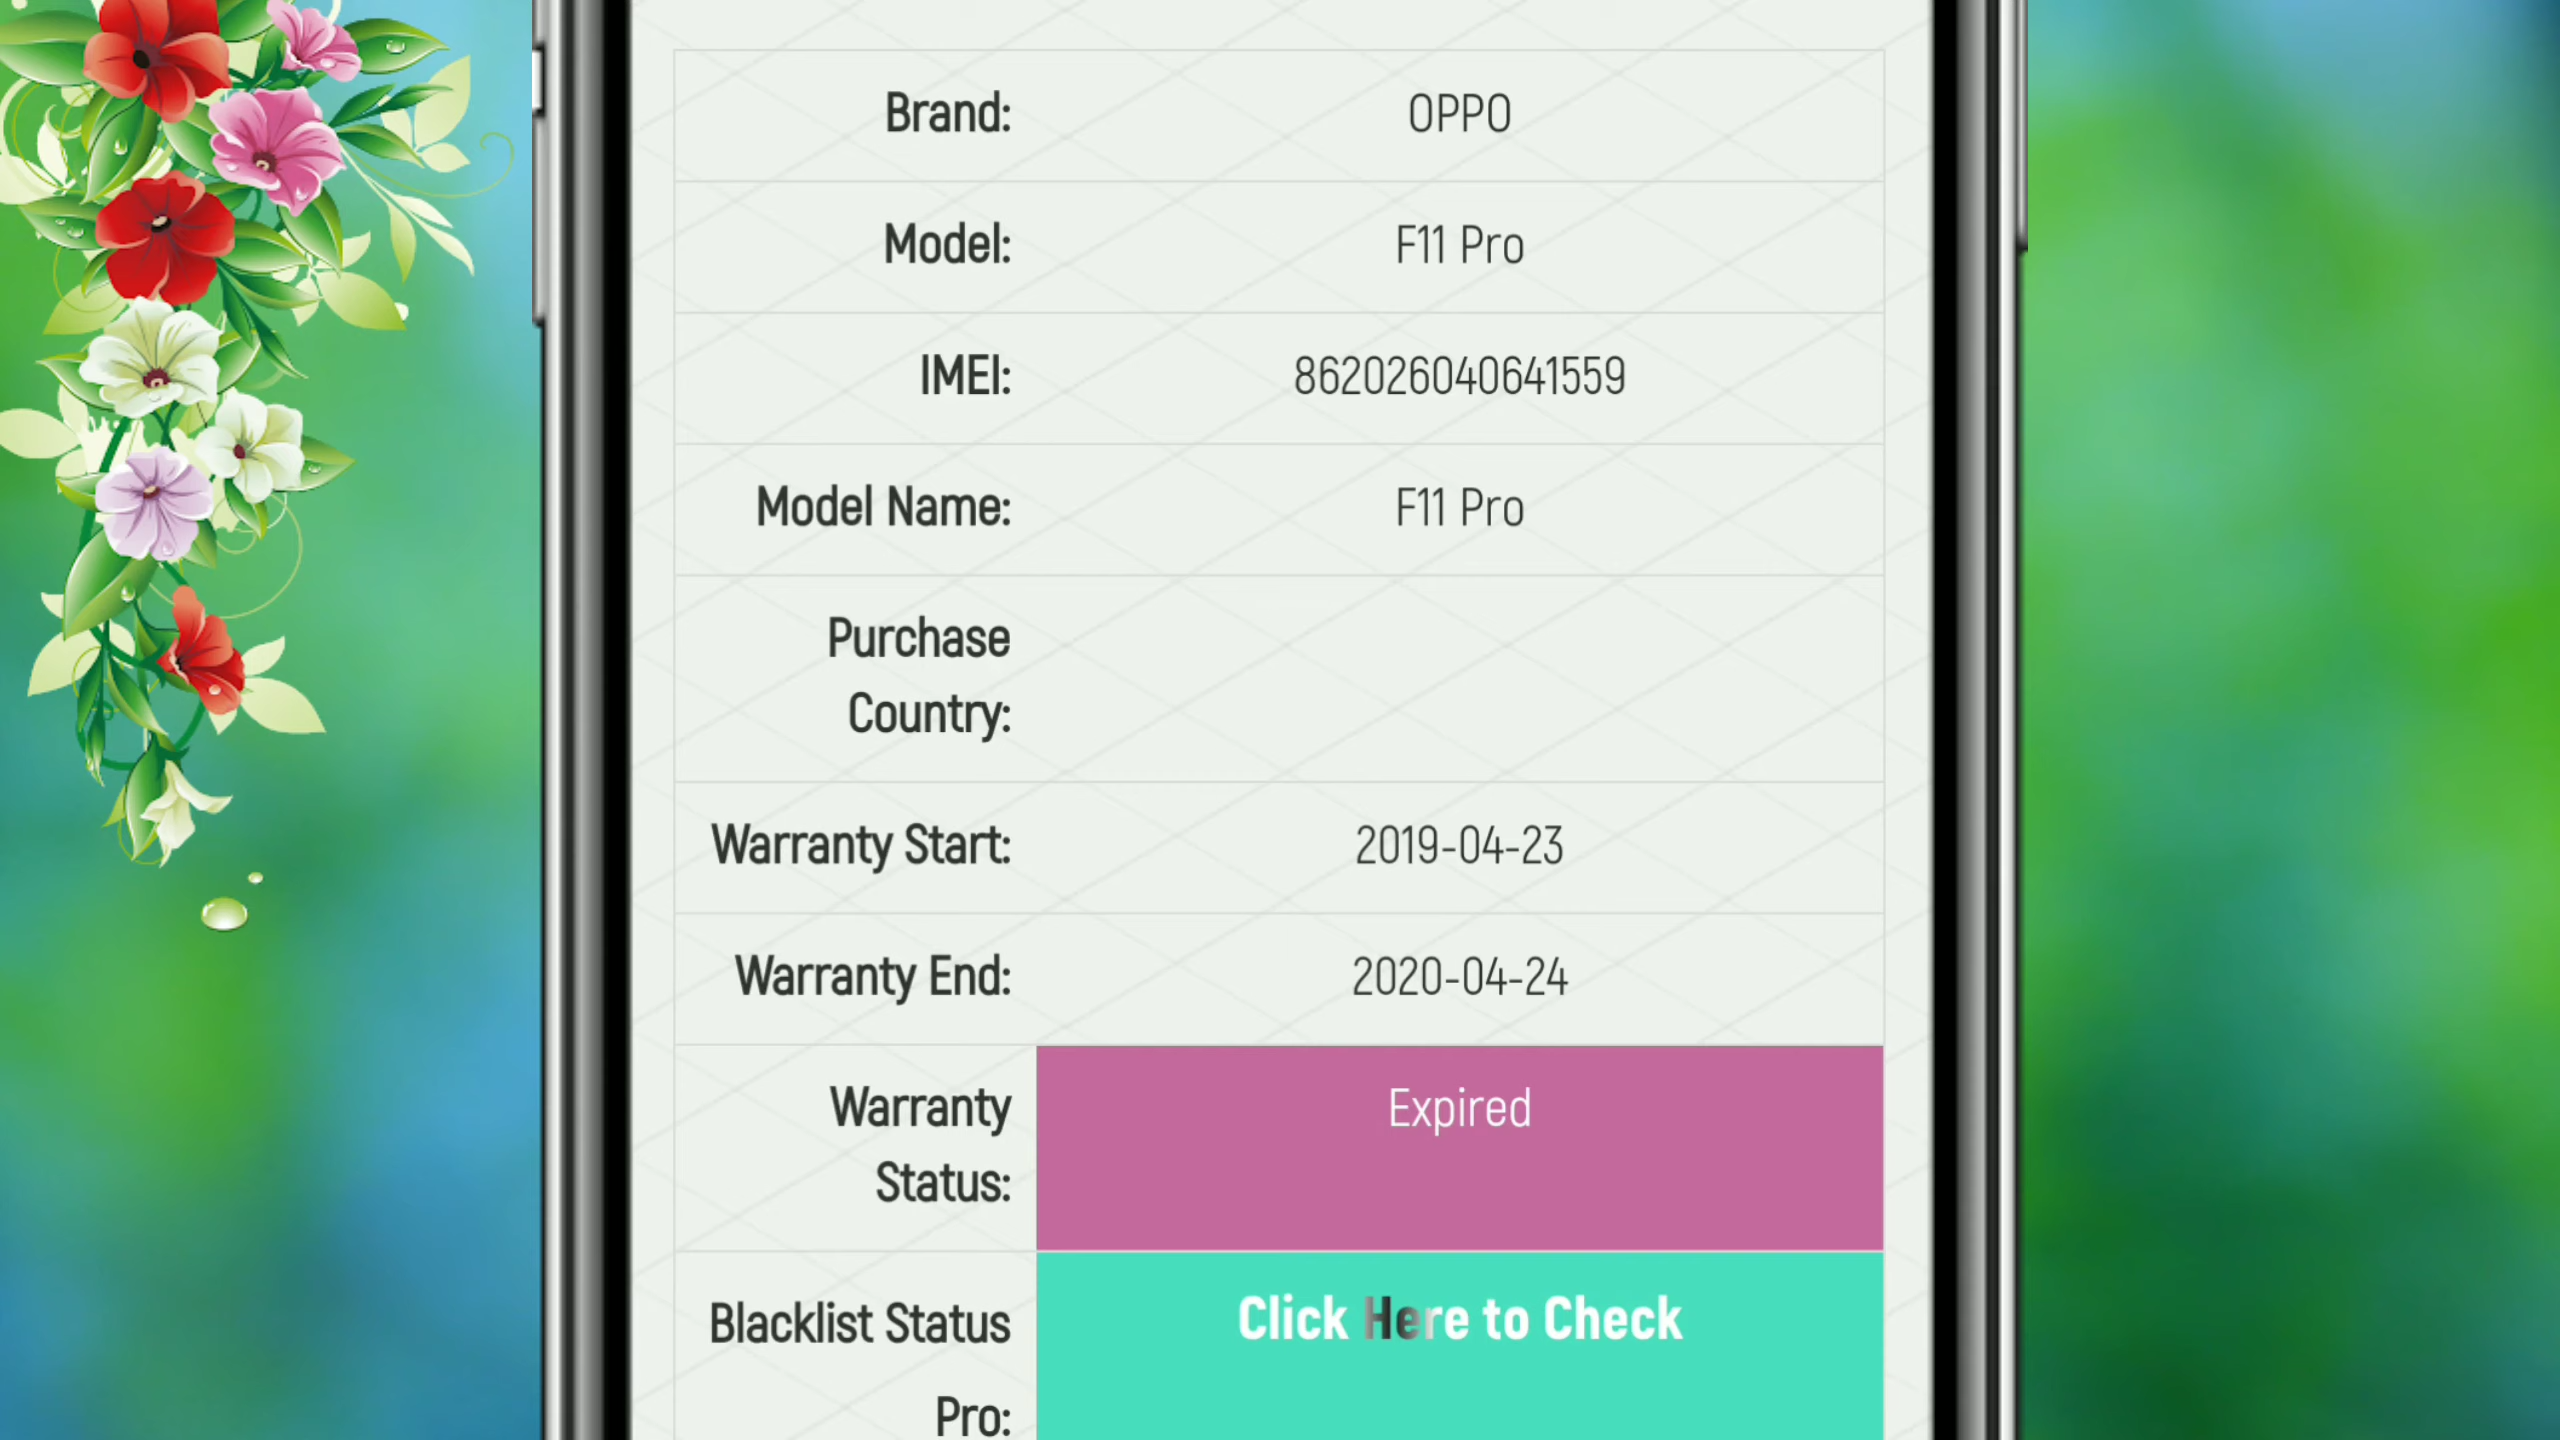 Brand: OPPO
Model: F11 Pro
IMEI: 862026040641559
Model Name: F11 Pro
Purchase
Country:
Warranty Start: 2019-04-23
Warranty End: 2020-04-24
Warranty Expired
Status:
Blacklist Status Click Here to Check
Pro: